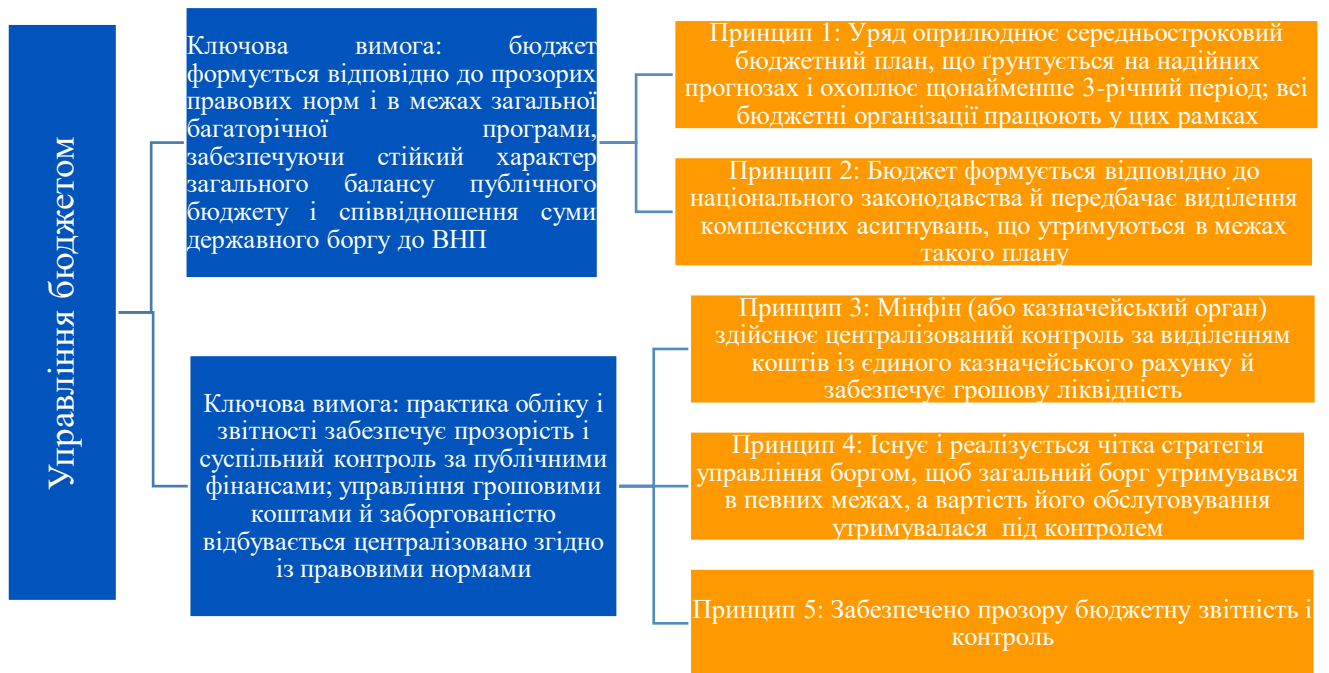 Управління бюджетом
Ключова вимога: бюджет
формується відповідно до прозорих
правових норм і в межах загальної
багаторічної програми,
забезпечуючи стійкий характер
загального балансу публічного
бюджету і співвідношення суми
державного боргу до ВНП
Принцип 1: Уряд оприлюднює середньостроковий
бюджетний план, що ґрунтується на надійних
прогнозах і охоплює щонайменше 3-річний період; всі
бюджетні організації працюють у цих рамках
Принцип 2: Бюджет формується відповідно до
національного законодавства й передбачає виділення
комплексних асигнувань, що утримуються в межах
такого плану
Ключова вимога: практика обліку і
звітності забезпечує прозорість і
суспільний контроль за публічними
фінансами; управління грошовими
коштами й заборгованістю
відбувається централізовано згідно
із правовими нормами
Принцип 3: Мінфін (або казначейський орган)
здійснює централізований контроль за виділенням
коштів із єдиного казначейського рахунку й
забезпечує грошову ліквідність
Принцип 4: Існує і реалізується чітка стратегія
управління боргом, щоб загальний борг утримувався
в певних межах, а вартість його обслуговування
утримувалася під контролем
Принцип 5: Забезпечено прозору бюджетну звітність і
контроль